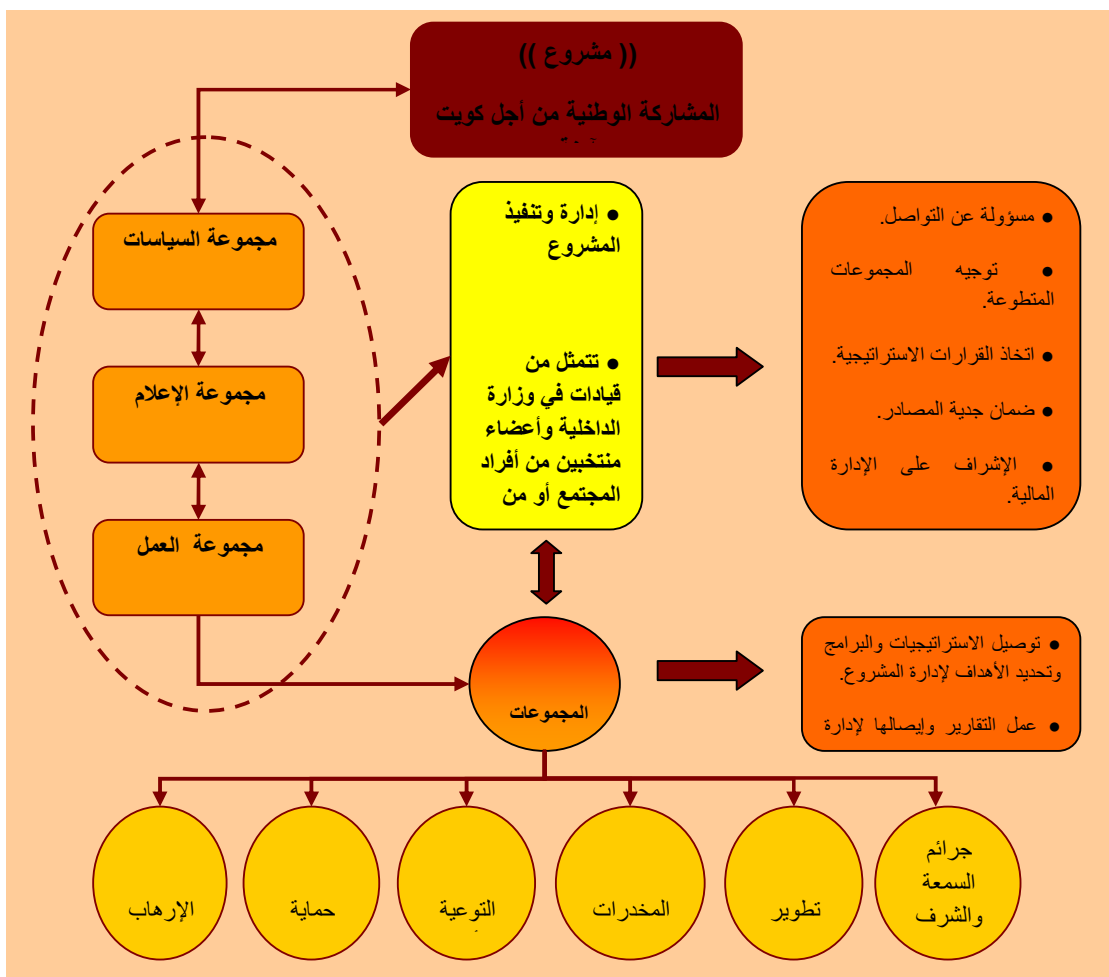 (( مشروع ))
المشاركة الوطنية من أجل كويت
مجموعة السياسات
مجموعة الإعلام
مجموعة العمل
● إدارة وتنفيذ
المشروع
● تتمثل من
قيادات في وزارة
الداخلية وأعضاء
منتخبين من أفراد
المجتمع أو من
● مسؤولة عن التواصل.
● توجيه المجموعات
المتطوعة.
● اتخاذ القرارات الاستراتيجية.
● ضمان جدية المصادر.
● الإشراف على الإدارة
المالية.
المجموعات
● توصيل الاستراتيجيات والبرامج
وتحديد الأهداف لإدارة المشروع.
● عمل التقارير وإيصالها لإدارة
جرائم
السمعة
والشرف
تطوير
المخدرات
التوعية
حماية
الإرهاب